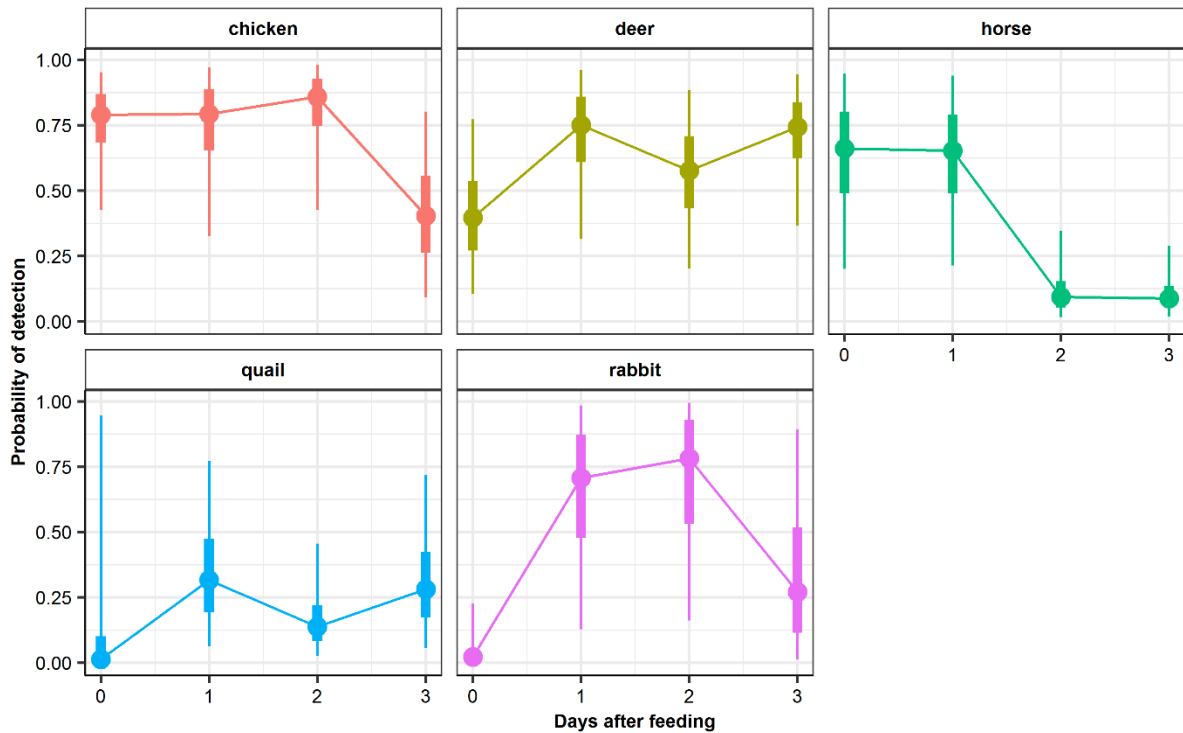 chicken deer horse
1.00
0.75
0.50
0.25
0.00
0 1 2 3
quail rabbit
1.00
0.75
0.50
0.25
0.00
0 1 2 3 0 1 2 3
Probability of detection
Days after feeding